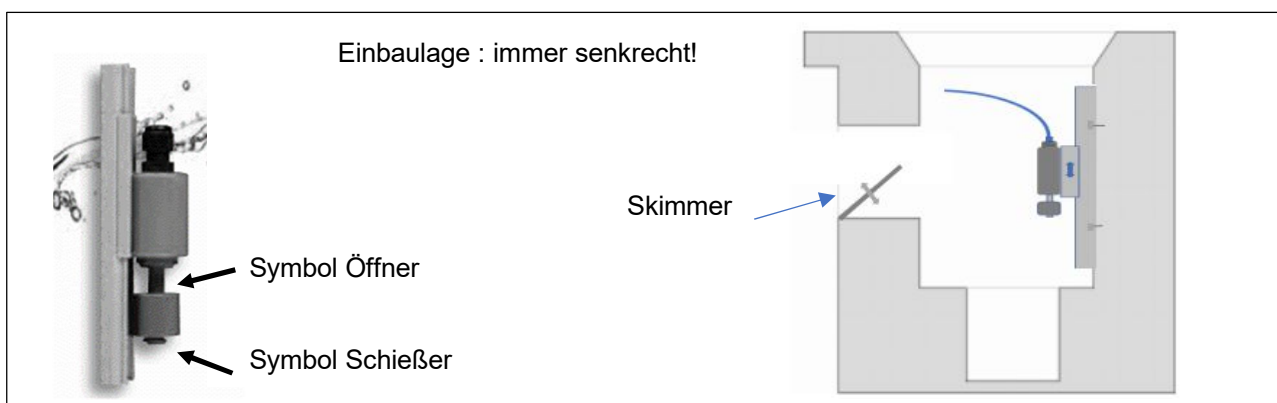 Einbaulage : immer senkrecht!
Skimmer
Symbol Öffner
Symbol Schießer